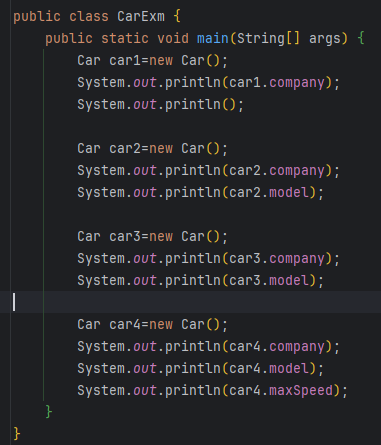 public class CarExm {
public static void main(String[] args) {
Car car1=new Car();
System.out.println(car1.company);
System.out.println();
Car car2=new Car();
System.out.println(car2.company);
System.out.println(car2.model);
Car car3=new Car();
System.out.println(car3.company);
System.out.println(car3.model);
Car car4=new Car();
System.out.println(car4.company);
System.out.println(car4.model);
System.out.println(car4.maxSpeed);
}
}